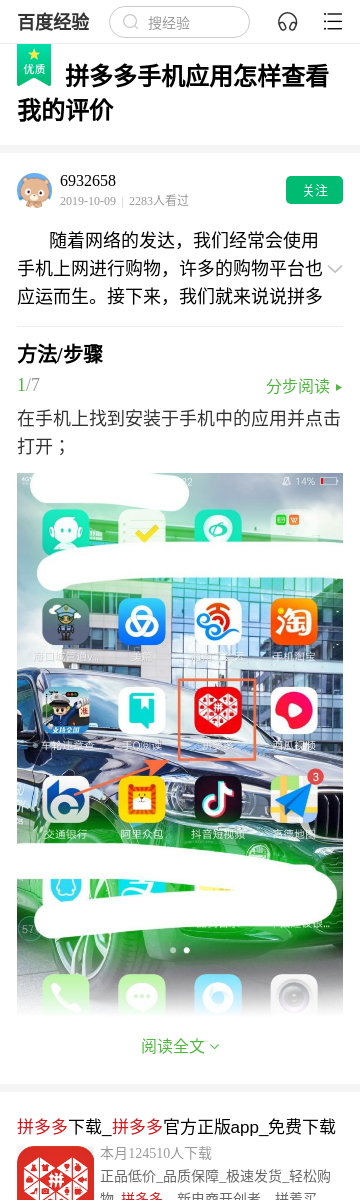 百度经验
搜经验
优质
拼多多手机应用怎样查看我的评价
6932658
关注
2019-10-09 | 2283人看过
随着网络的发达，我们经常会使用
手机上网进行购物，许多的购物平台也
应运而生。接下来，我们就来说说拼多
方法/步骤
1/7
分步阅读
在手机上找到安装于手机中的应用并点击
打开；
14%
手机淘宝
车轮违章查
交通银行
阿里众包
抖音短视频
高德地图
3
阅读全文
拼多多下载_拼多多官方正版app_免费下载
本月124510人下载
正品低价_品质保障_极速发货_轻松购
物_拼多多，新电商开创者，拼着买